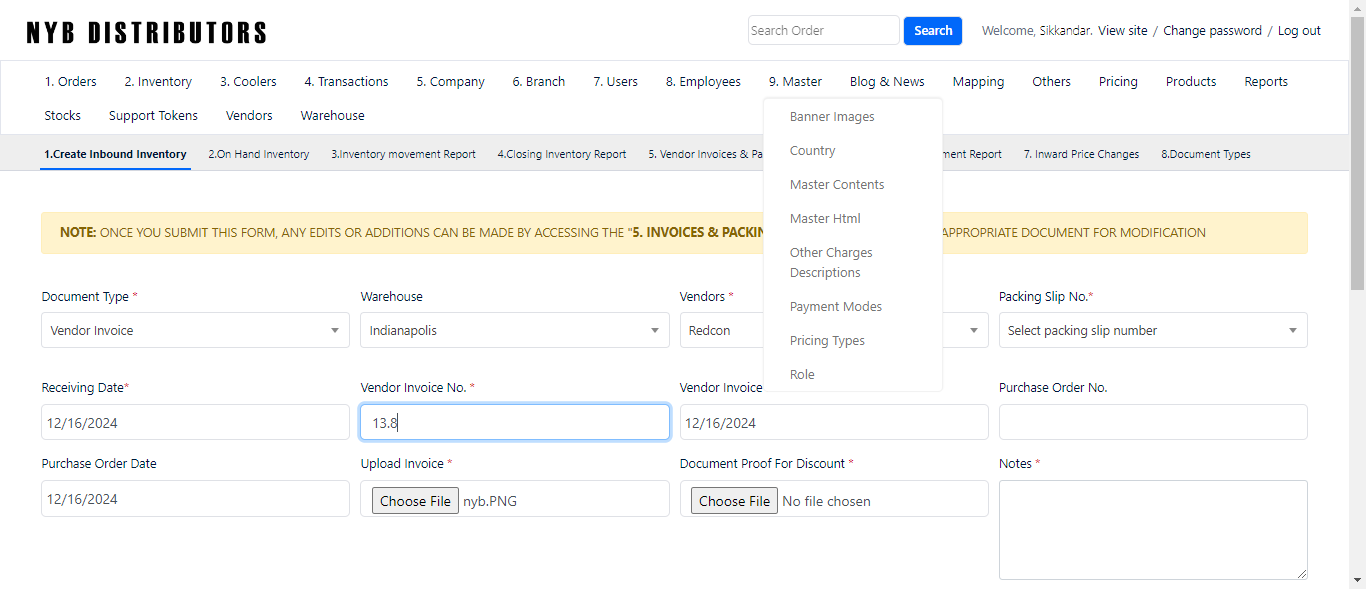 NYB DISTRIBUTORS
Search Order
Search
Welcome, Sikkandar. View site / Change password / Log out
1. Orders 2. Inventory 3. Coolers 4. Transactions 5. Company 6. Branch 7. Users 8. Employees 9. Master Blog & News Mapping Others Pricing Products Reports
Stocks Support Tokens Vendors Warehouse
Banner Images
Country
Master Contents
Master Html
Other Charges
Descriptions
Payment Modes
Pricing Types
Role
1.Create Inbound Inventory 2.On Hand Inventory 3.Inventory movement Report 4.Closing Inventory Report 5. Vendor Invoices & Pa ment Report 7. Inward Price Changes 8.Document Types
NOTE: ONCE YOU SUBMIT THIS FORM, ANY EDITS OR ADDITIONS CAN BE MADE BY ACCESSING THE "5. INVOICES & PACKIN APPROPRIATE DOCUMENT FOR MODIFICATION
Document Type * Warehouse Vendors * Packing Slip No.*
Vendor Invoice Indianapolis Redcon Select packing slip number
Receiving Date* Vendor Invoice No. * Vendor Invoice Purchase Order No.
12/16/2024 13.8 12/16/2024
Purchase Order Date Upload Invoice * Document Proof For Discount * Notes *
12/16/2024 Choose File nyb.PNG Choose File No file chosen